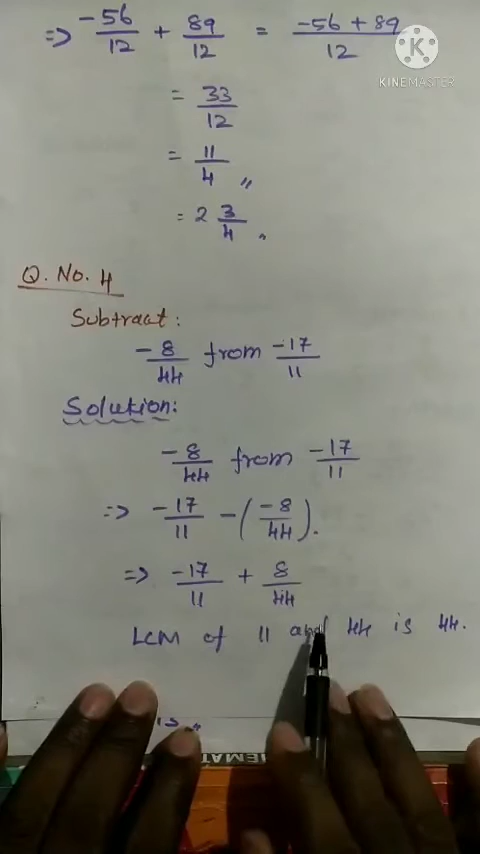 => -56/12 + 89/12 = -56 + 89/12
KINEMASTER
= 33/12
= 11/4 "
= 2 3/4 "
Q. No. 4
Subtract:
-8/44 from -17/11
Solution:
-8/44 from -17/11
=> -17/11 - (-8/44).
=> -17/11 + 8/44
LCM of 11 and 44 is 44.